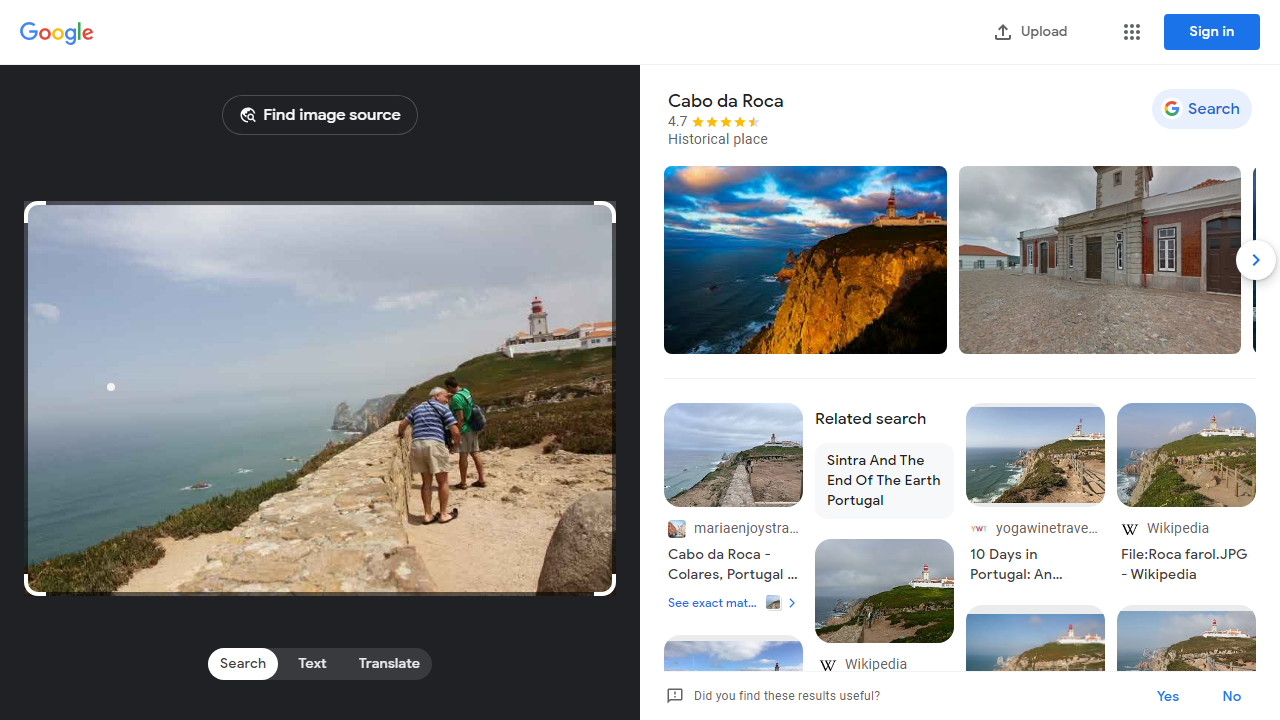 Google
Upload
Sign in
Find image source
Cabo da Roca
4.7
Historical place
Search
Related search
Sintra And The
End Of The Earth
Portugal
mariaenjoystra...
Cabo da Roca -
Colares, Portugal ...
See exact mat...
Wikipedia
yogawinetrave...
10 Days in
Portugal: An...
Wikipedia
File:Roca farol.JPG
- Wikipedia
Search
Text
Translate
Did you find these results useful?
Yes
No